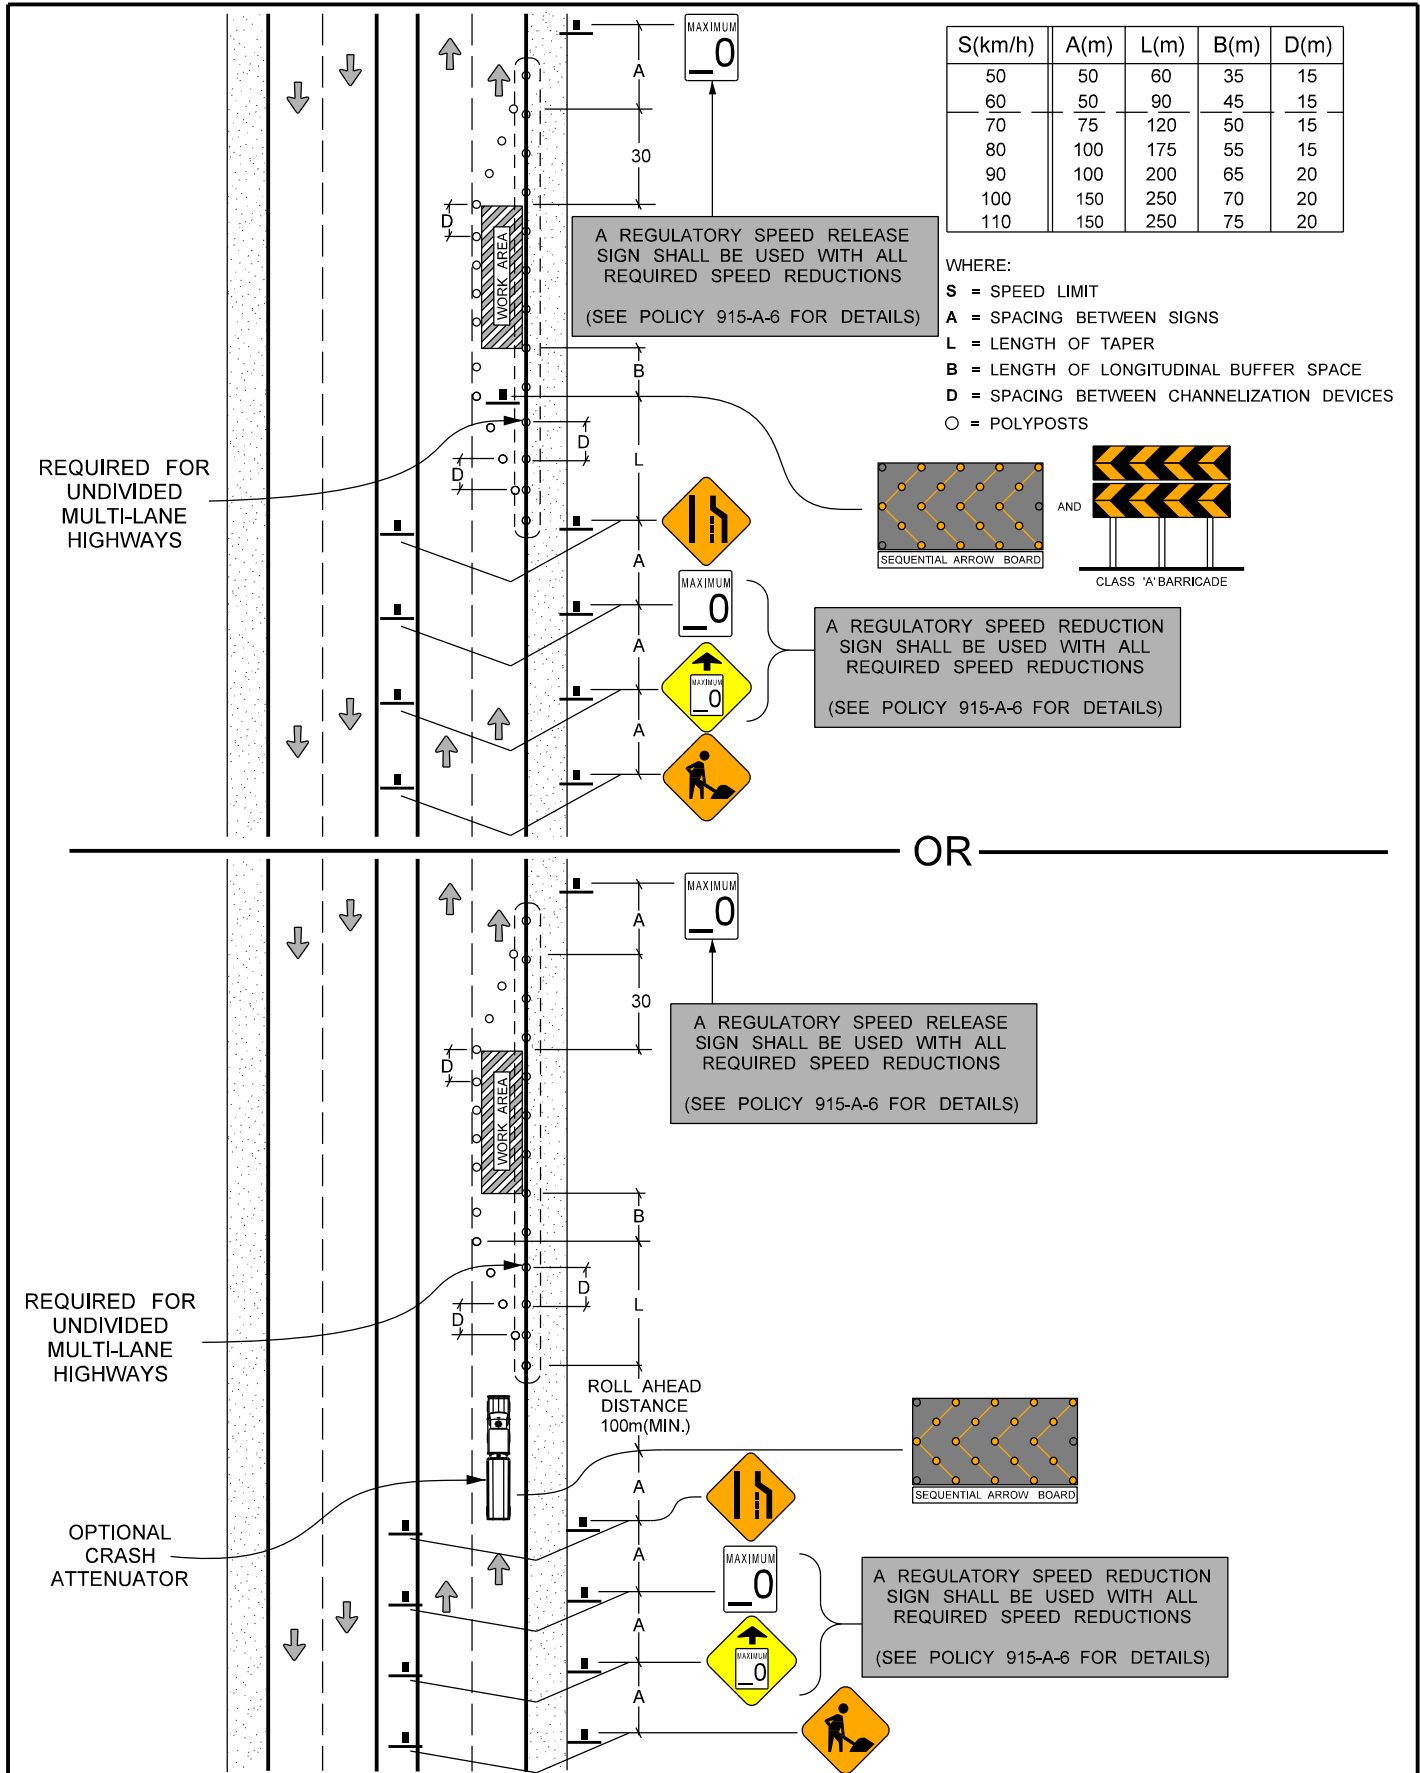 MAXIMUM
_0
S(km/h) A(m) L(m) B(m) D(m)
50 50 60 35 15
60 50 90 45 15
70 75 120 50 15
80 100 175 55 15
90 100 200 65 20
100 150 250 70 20
110 150 250 75 20
A
30
D
WORK AREA
A REGULATORY SPEED RELEASE
SIGN SHALL BE USED WITH ALL
REQUIRED SPEED REDUCTIONS
(SEE POLICY 915-A-6 FOR DETAILS)
WHERE:
S = SPEED LIMIT
A = SPACING BETWEEN SIGNS
L = LENGTH OF TAPER
B = LENGTH OF LONGITUDINAL BUFFER SPACE
D = SPACING BETWEEN CHANNELIZATION DEVICES
= POLYPOSTS
B
D
L
D
REQUIRED FOR
UNDIVIDED
MULTI-LANE
HIGHWAYS
AND
SEQUENTIAL ARROW BOARD
CLASS 'A' BARRICADE
A
MAXIMUM
_0
A
MAXIMUM
_0
A
A REGULATORY SPEED REDUCTION
SIGN SHALL BE USED WITH ALL
REQUIRED SPEED REDUCTIONS
(SEE POLICY 915-A-6 FOR DETAILS)
OR
MAXIMUM
_0
A
30
D
WORK AREA
A REGULATORY SPEED RELEASE
SIGN SHALL BE USED WITH ALL
REQUIRED SPEED REDUCTIONS
(SEE POLICY 915-A-6 FOR DETAILS)
B
D
L
D
REQUIRED FOR
UNDIVIDED
MULTI-LANE
HIGHWAYS
ROLL AHEAD
DISTANCE
100m(MIN.)
SEQUENTIAL ARROW BOARD
A
OPTIONAL
CRASH
ATTENUATOR
A
MAXIMUM
_0
A
MAXIMUM
_0
A
A REGULATORY SPEED REDUCTION
SIGN SHALL BE USED WITH ALL
REQUIRED SPEED REDUCTIONS
(SEE POLICY 915-A-6 FOR DETAILS)